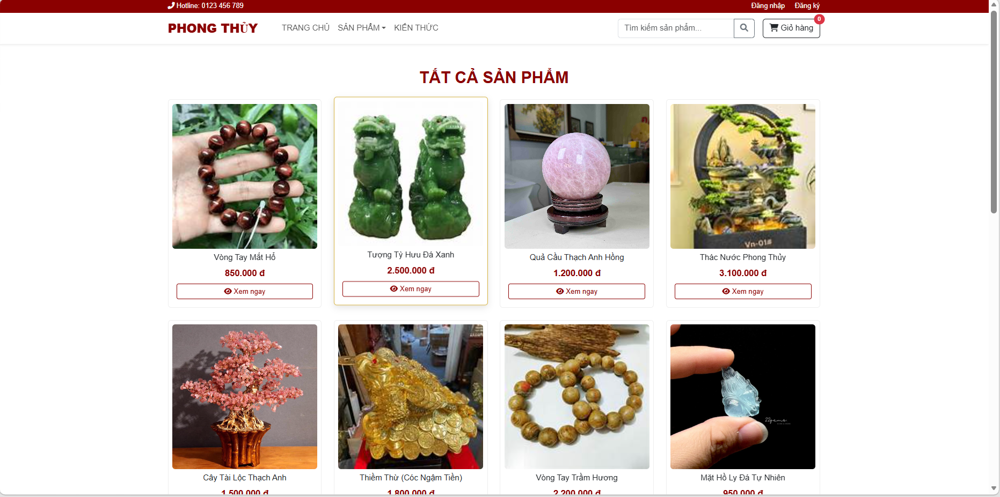 Hotline: 0123 456 789
Đăng nhập Đăng ký
PHONG THỦY TRANG CHỦ SẢN PHẨM KIẾN THỨC Tìm kiếm sản phẩm... Giỏ hàng 0
TẤT CẢ SẢN PHẨM
Vn-01#
Vòng Tay Mắt Hổ
850.000 đ
Xem ngay
Tượng Tỳ Hưu Đá Xanh
2.500.000 đ
Xem ngay
Quả Cầu Thạch Anh Hồng
1.200.000 đ
Xem ngay
Thác Nước Phong Thủy
3.100.000 đ
Xem ngay
22gems
Cây Tài Lộc Thạch Anh
1.500.000 đ
Thiềm Thừ (Cóc Ngậm Tiền)
1.800.000 đ
Vòng Tay Trầm Hương
2.200.000 đ
Mặt Hồ Ly Đá Tự Nhiên
950.000 đ